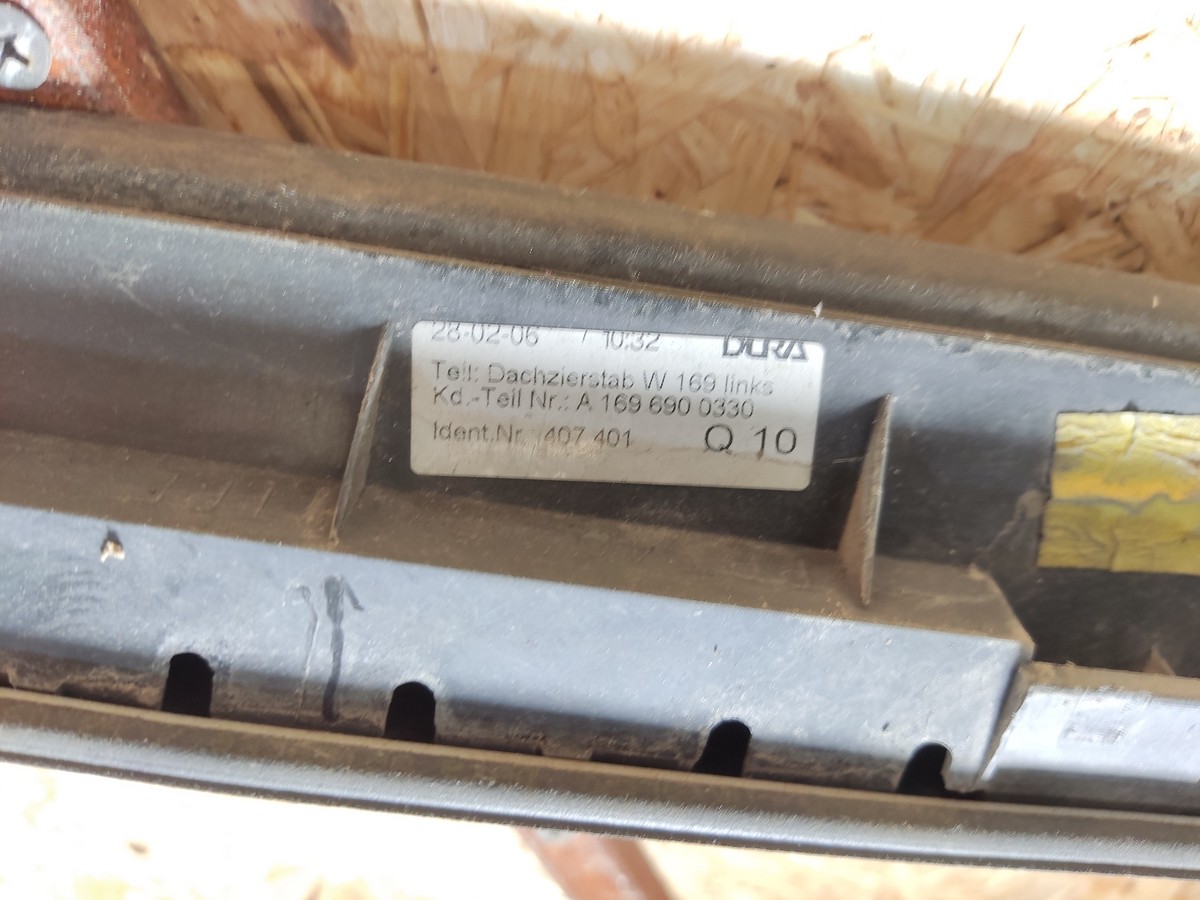 28-02-06 / 10:32 DURA
Teil: Dachzierstab W 169 links
Kd.-Teil Nr.: A 169 690 0330
Ident.Nr. 407 401 Q 10